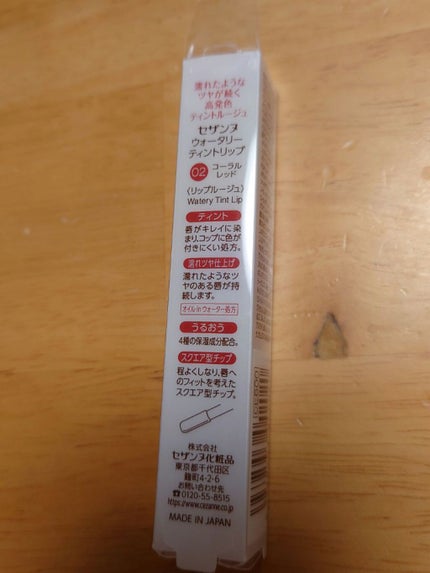 濡れたような
ツヤが続く
高発色
ティントルージュ
セザンヌ
ウォータリー
ティントリップ
02 コーラル
レッド
〈リップルージュ〉
Watery Tint Lip
ティント
唇がキレイに染
まり、コップに色が
付きにくい処方。
濡れツヤ仕上げ
濡れたようなツ
ヤのある唇が持
続します。
オイル in ウォーター処方
うるおう
4種の保湿成分配合。
スクエア型チップ
程よくしなり、唇へ
のフィットを考えた
スクエア型チップ。
株式会社
セザンヌ化粧品
東京都千代田区
麹町4-2-6
お問い合わせ先
☎0120-55-8515
https://www.cezanne.co.jp
MADE IN JAPAN